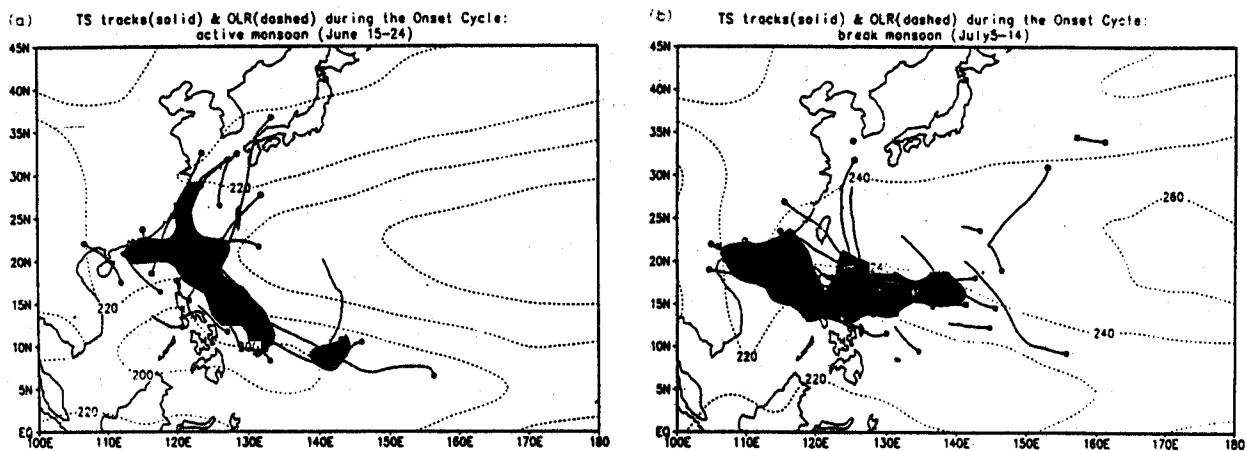 (a) TS tracks(solid) & OLR(dashed) during the Onset Cycle:
active monsoon (June 15-24)
45N
40N
35N
30N
25N
20N
15N
10N
5N
EQ
100E 110E 120E 130E 140E 150E 160E 170E 180
220
220
200
220
(b) TS tracks(solid) & OLR(dashed) during the Onset Cycle:
break monsoon (July5-14)
45N
40N
35N
30N
25N
20N
15N
10N
5N
EQ
100E 110E 120E 130E 140E 150E 160E 170E 180
240
260
240
220
220